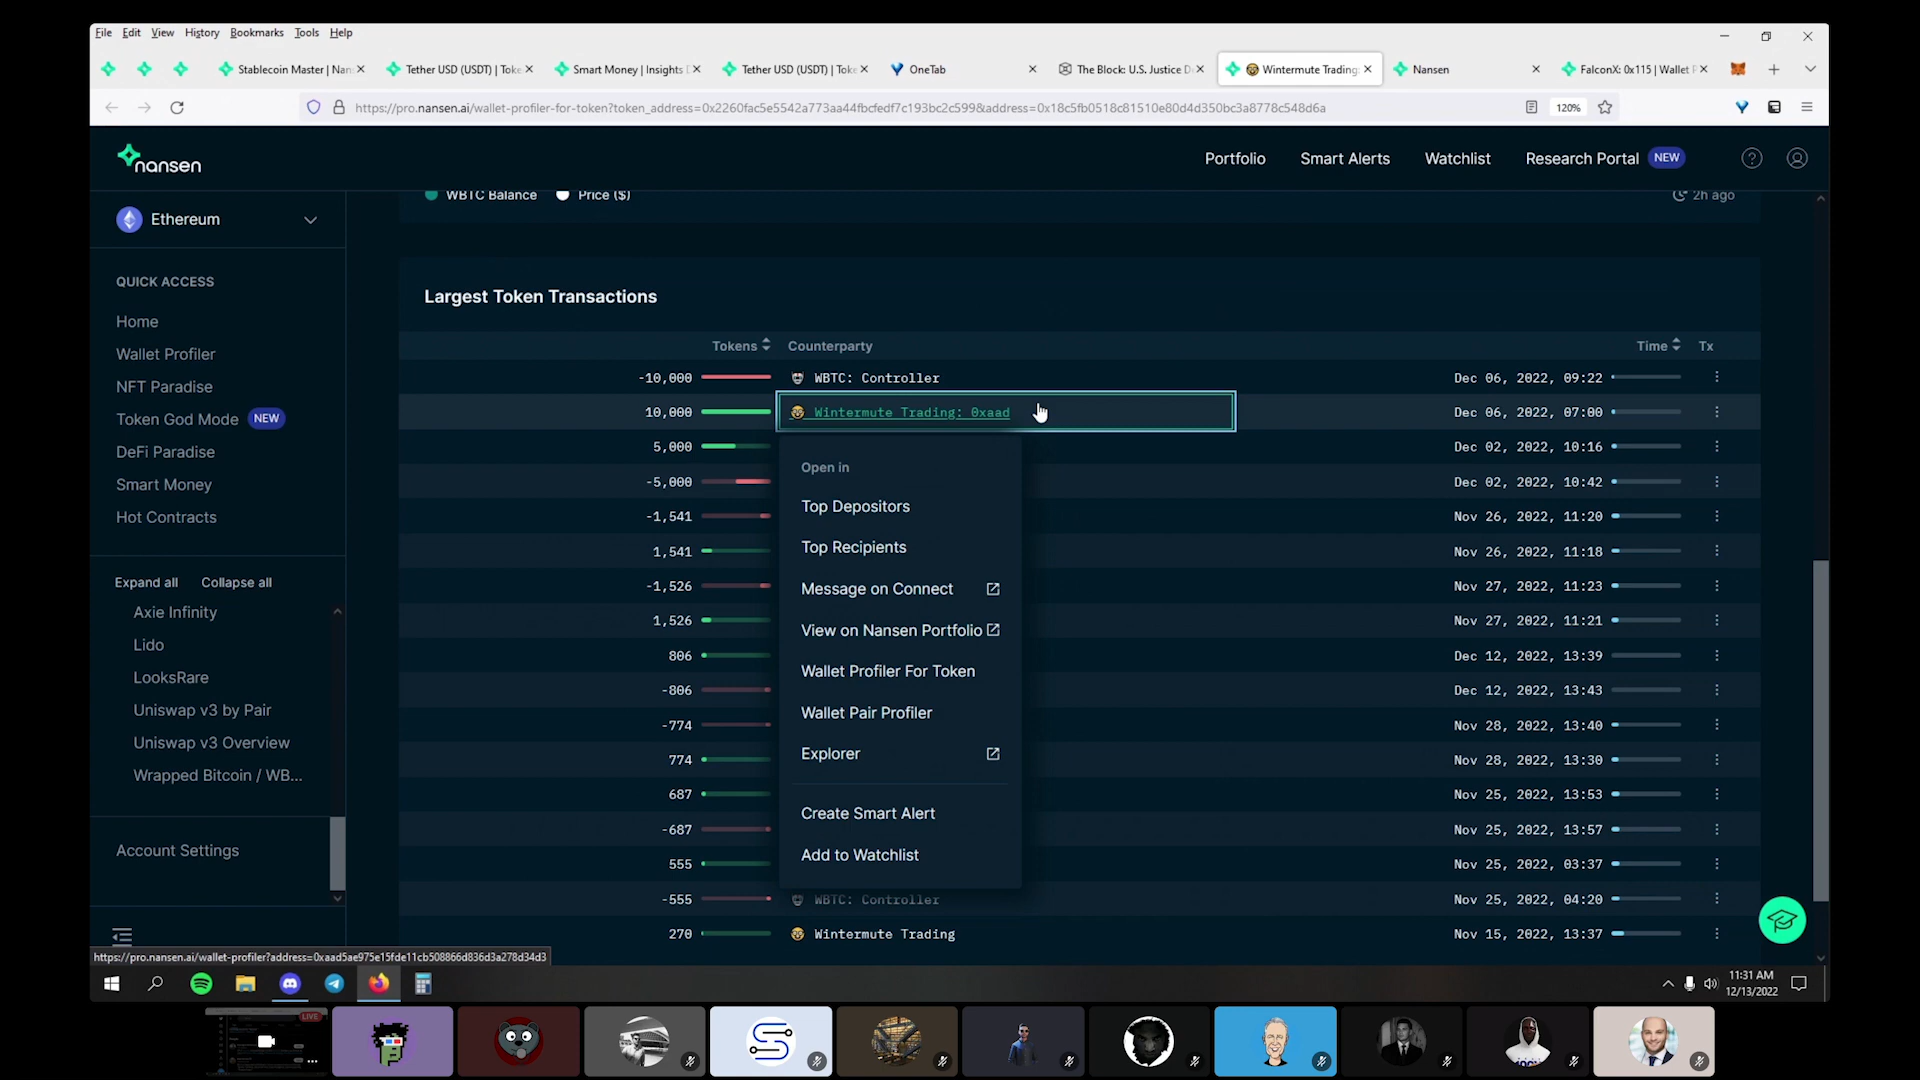 File Edit View History Bookmarks Tools Help
Stablecoin Master | Nan
Tether USD (USDT) | Toke
Smart Money | Insights D
Tether USD (USDT) | Toke
OneTab
The Block: U.S. Justice D
Wintermute Trading:
Nansen
FalconX: 0x115 | Wallet P
https://pro.nansen.ai/wallet-profiler-for-token?token_address=0x2260fac5e5542a773aa44fbcfedf7c193bc2c599&address=0x18c5fb0518c81510e80d4d350bc3a8778c548d6a
120%
nansen
Portfolio Smart Alerts Watchlist Research Portal NEW
Ethereum
WBTC Balance Price ($) 2h ago
QUICK ACCESS
Home
Wallet Profiler
NFT Paradise
Token God Mode NEW
DeFi Paradise
Smart Money
Hot Contracts
Expand all Collapse all
Axie Infinity
Lido
LooksRare
Uniswap v3 by Pair
Uniswap v3 Overview
Wrapped Bitcoin / WB...
Account Settings
Largest Token Transactions
Tokens Counterparty Time Tx
-10,000 WBTC: Controller Dec 06, 2022, 09:22
10,000 Wintermute Trading: 0xaad Dec 06, 2022, 07:00
5,000 Dec 02, 2022, 10:16
-5,000 Dec 02, 2022, 10:42
-1,541 Nov 26, 2022, 11:20
1,541 Nov 26, 2022, 11:18
-1,526 Nov 27, 2022, 11:23
1,526 Nov 27, 2022, 11:21
806 Dec 12, 2022, 13:39
-806 Dec 12, 2022, 13:43
-774 Nov 28, 2022, 13:40
774 Nov 28, 2022, 13:30
687 Nov 25, 2022, 13:53
-687 Nov 25, 2022, 13:57
555 Nov 25, 2022, 03:37
-555 WBTC: Controller Nov 25, 2022, 04:20
270 Wintermute Trading Nov 15, 2022, 13:37
Open in
Top Depositors
Top Recipients
Message on Connect
View on Nansen Portfolio
Wallet Profiler For Token
Wallet Pair Profiler
Explorer
Create Smart Alert
Add to Watchlist
https://pro.nansen.ai/wallet-profiler?address=0xaad5ae975e15fde11cb508866d836d3a278d34d3
11:31 AM
12/13/2022
LIVE